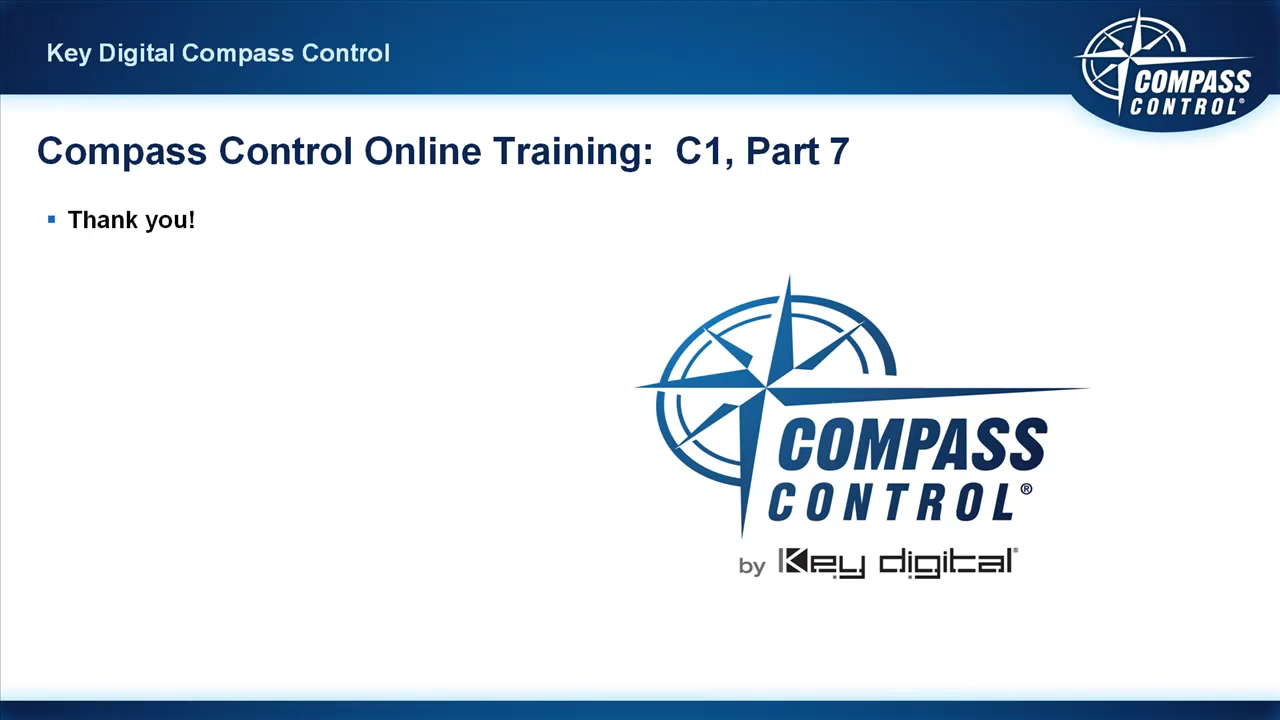 Key Digital Compass Control
COMPASS
CONTROL®
Compass Control Online Training:  C1, Part 7
▪ Thank you!
COMPASS
CONTROL®
by Key digital®